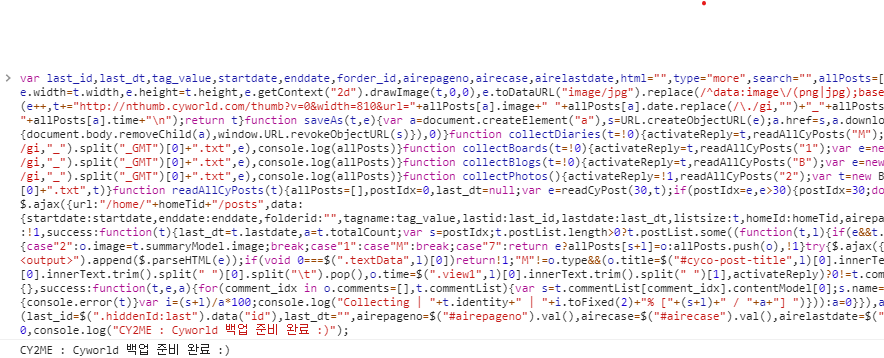 var last_id,last_dt,tag_value,startdate,enddate,forder_id,airepageno,airecase,airelastdate,html="",type="more",search="",allPosts=[
e.width=t.width,e.height=t.height,e.getContext("2d").drawImage(t,0,0),e.toDataURL("image/jpg").replace(/^data:image\/(png|jpg);base
(e++,t+="http://nthumb.cyworld.com/thumb?v=0&width=810&url="+allPosts[a].image+" "+allPosts[a].date.replace(/\./gi,"")+"_"+allPosts
"+allPosts[a].time+"\n");return t}function saveAs(t,e){var a=document.createElement("a"),s=URL.createObjectURL(e);a.href=s,a.downlo
{document.body.removeChild(a),window.URL.revokeObjectURL(s)}),0)}function collectDiaries(t=!0){activateReply=t,readAllCyPosts("M");
/gi,"_").split("_GMT")[0]+".txt",e),console.log(allPosts)}function collectBoards(t=!0){activateReply=t,readAllCyPosts("1");var e=ne
/gi,"_").split("_GMT")[0]+".txt",e),console.log(allPosts)}function collectBlogs(t=!0){activateReply=t,readAllCyPosts("B");var e=new
/gi,"_").split("_GMT")[0]+".txt",e),console.log(allPosts)}function collectPhotos(){activateReply=!1,readAllCyPosts("2");var t=new B
[0]+".txt",t)}function readAllCyPosts(t){allPosts=[],postIdx=0,last_dt=null;var e=readCyPost(30,t);if(postIdx=e,e>30){postIdx=30;do
$.ajax({url:"/home/"+homeTid+"/posts",data:
{startdate:startdate,enddate:enddate,folderid:"",tagname:tag_value,lastid:last_id,lastdate:last_dt,listsize:t,homeId:homeTid,airepa
:!1,success:function(t){last_dt=t.lastdate,a=t.totalCount;var s=postIdx;t.postList.length>0?t.postList.some((function(t,l){if(e&&t.
{case"2":o.image=t.summaryModel.image;break;case"1":case"M":break;case"7":return e?allPosts[s+l]=o:allPosts.push(o),!1}try{$.ajax({
<output>").append($.parseHTML(e));if(void 0===$(".textData",l)[0])return!1;"M"!=o.type&&(o.title=$("#cyco-post-title",l)[0].innerTe
[0].innerText.trim().split(" ")[0].split("\t").pop(),o.time=$(".view1",l)[0].innerText.trim().split(" ")[1],activateReply)?0!=t.com
{},success:function(t,e,a){for(comment_idx in o.comments=[],t.commentList){var s=t.commentList[comment_idx].contentModel[0];s.name=
{console.error(t)}var i=(s+l)/a*100;console.log("Collecting | "+t.identity+" | "+i.toFixed(2)+"% ["+(s+l)+" / "+a+"] ")})):a=0}}),a
(last_id=$(".hiddenId:last").data("id"),last_dt="",airepageno=$("#airepageno").val(),airecase=$("#airecase").val(),airelastdate=$("
0,console.log("CY2ME : Cyworld 백업 준비 완료 :)");
CY2ME : Cyworld 백업 준비 완료 :)